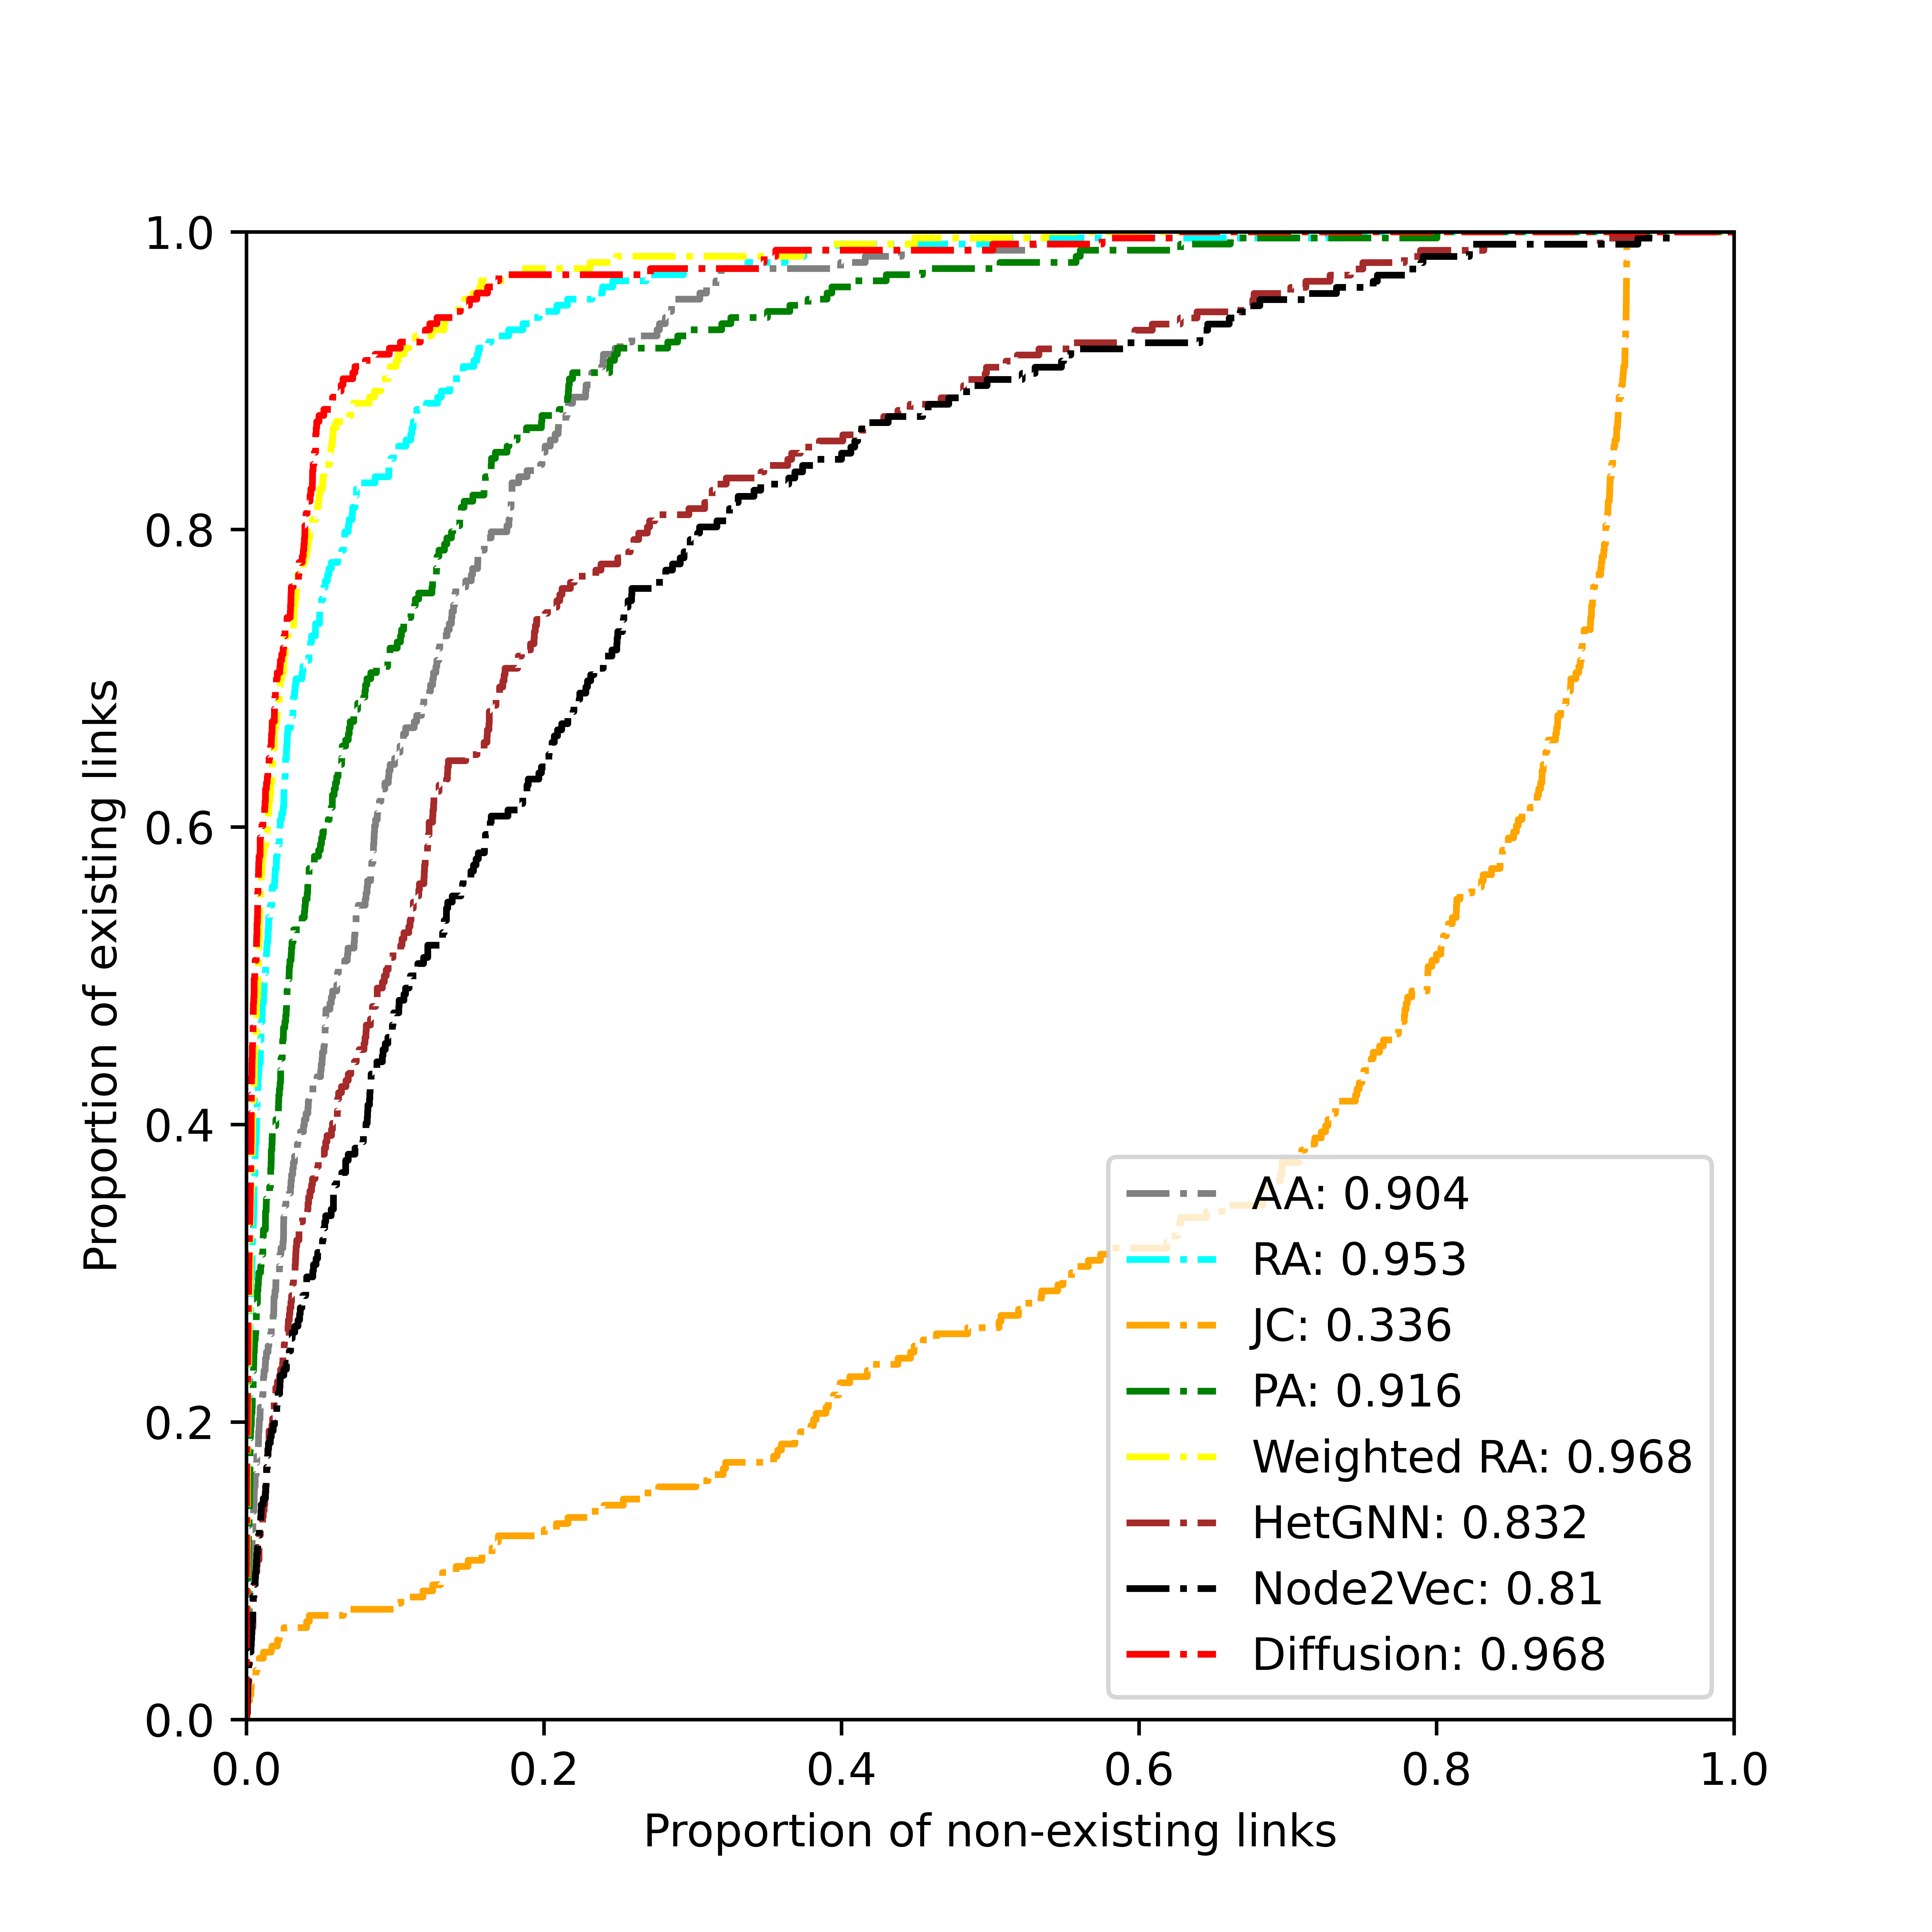 1.0
0.8
0.6
0.4
0.2
0.0
Proportion of existing links
AA: 0.904
RA: 0.953
JC: 0.336
PA: 0.916
Weighted RA: 0.968
HetGNN: 0.832
Node2Vec: 0.81
Diffusion: 0.968
0.0 0.2 0.4 0.6 0.8 1.0
Proportion of non-existing links